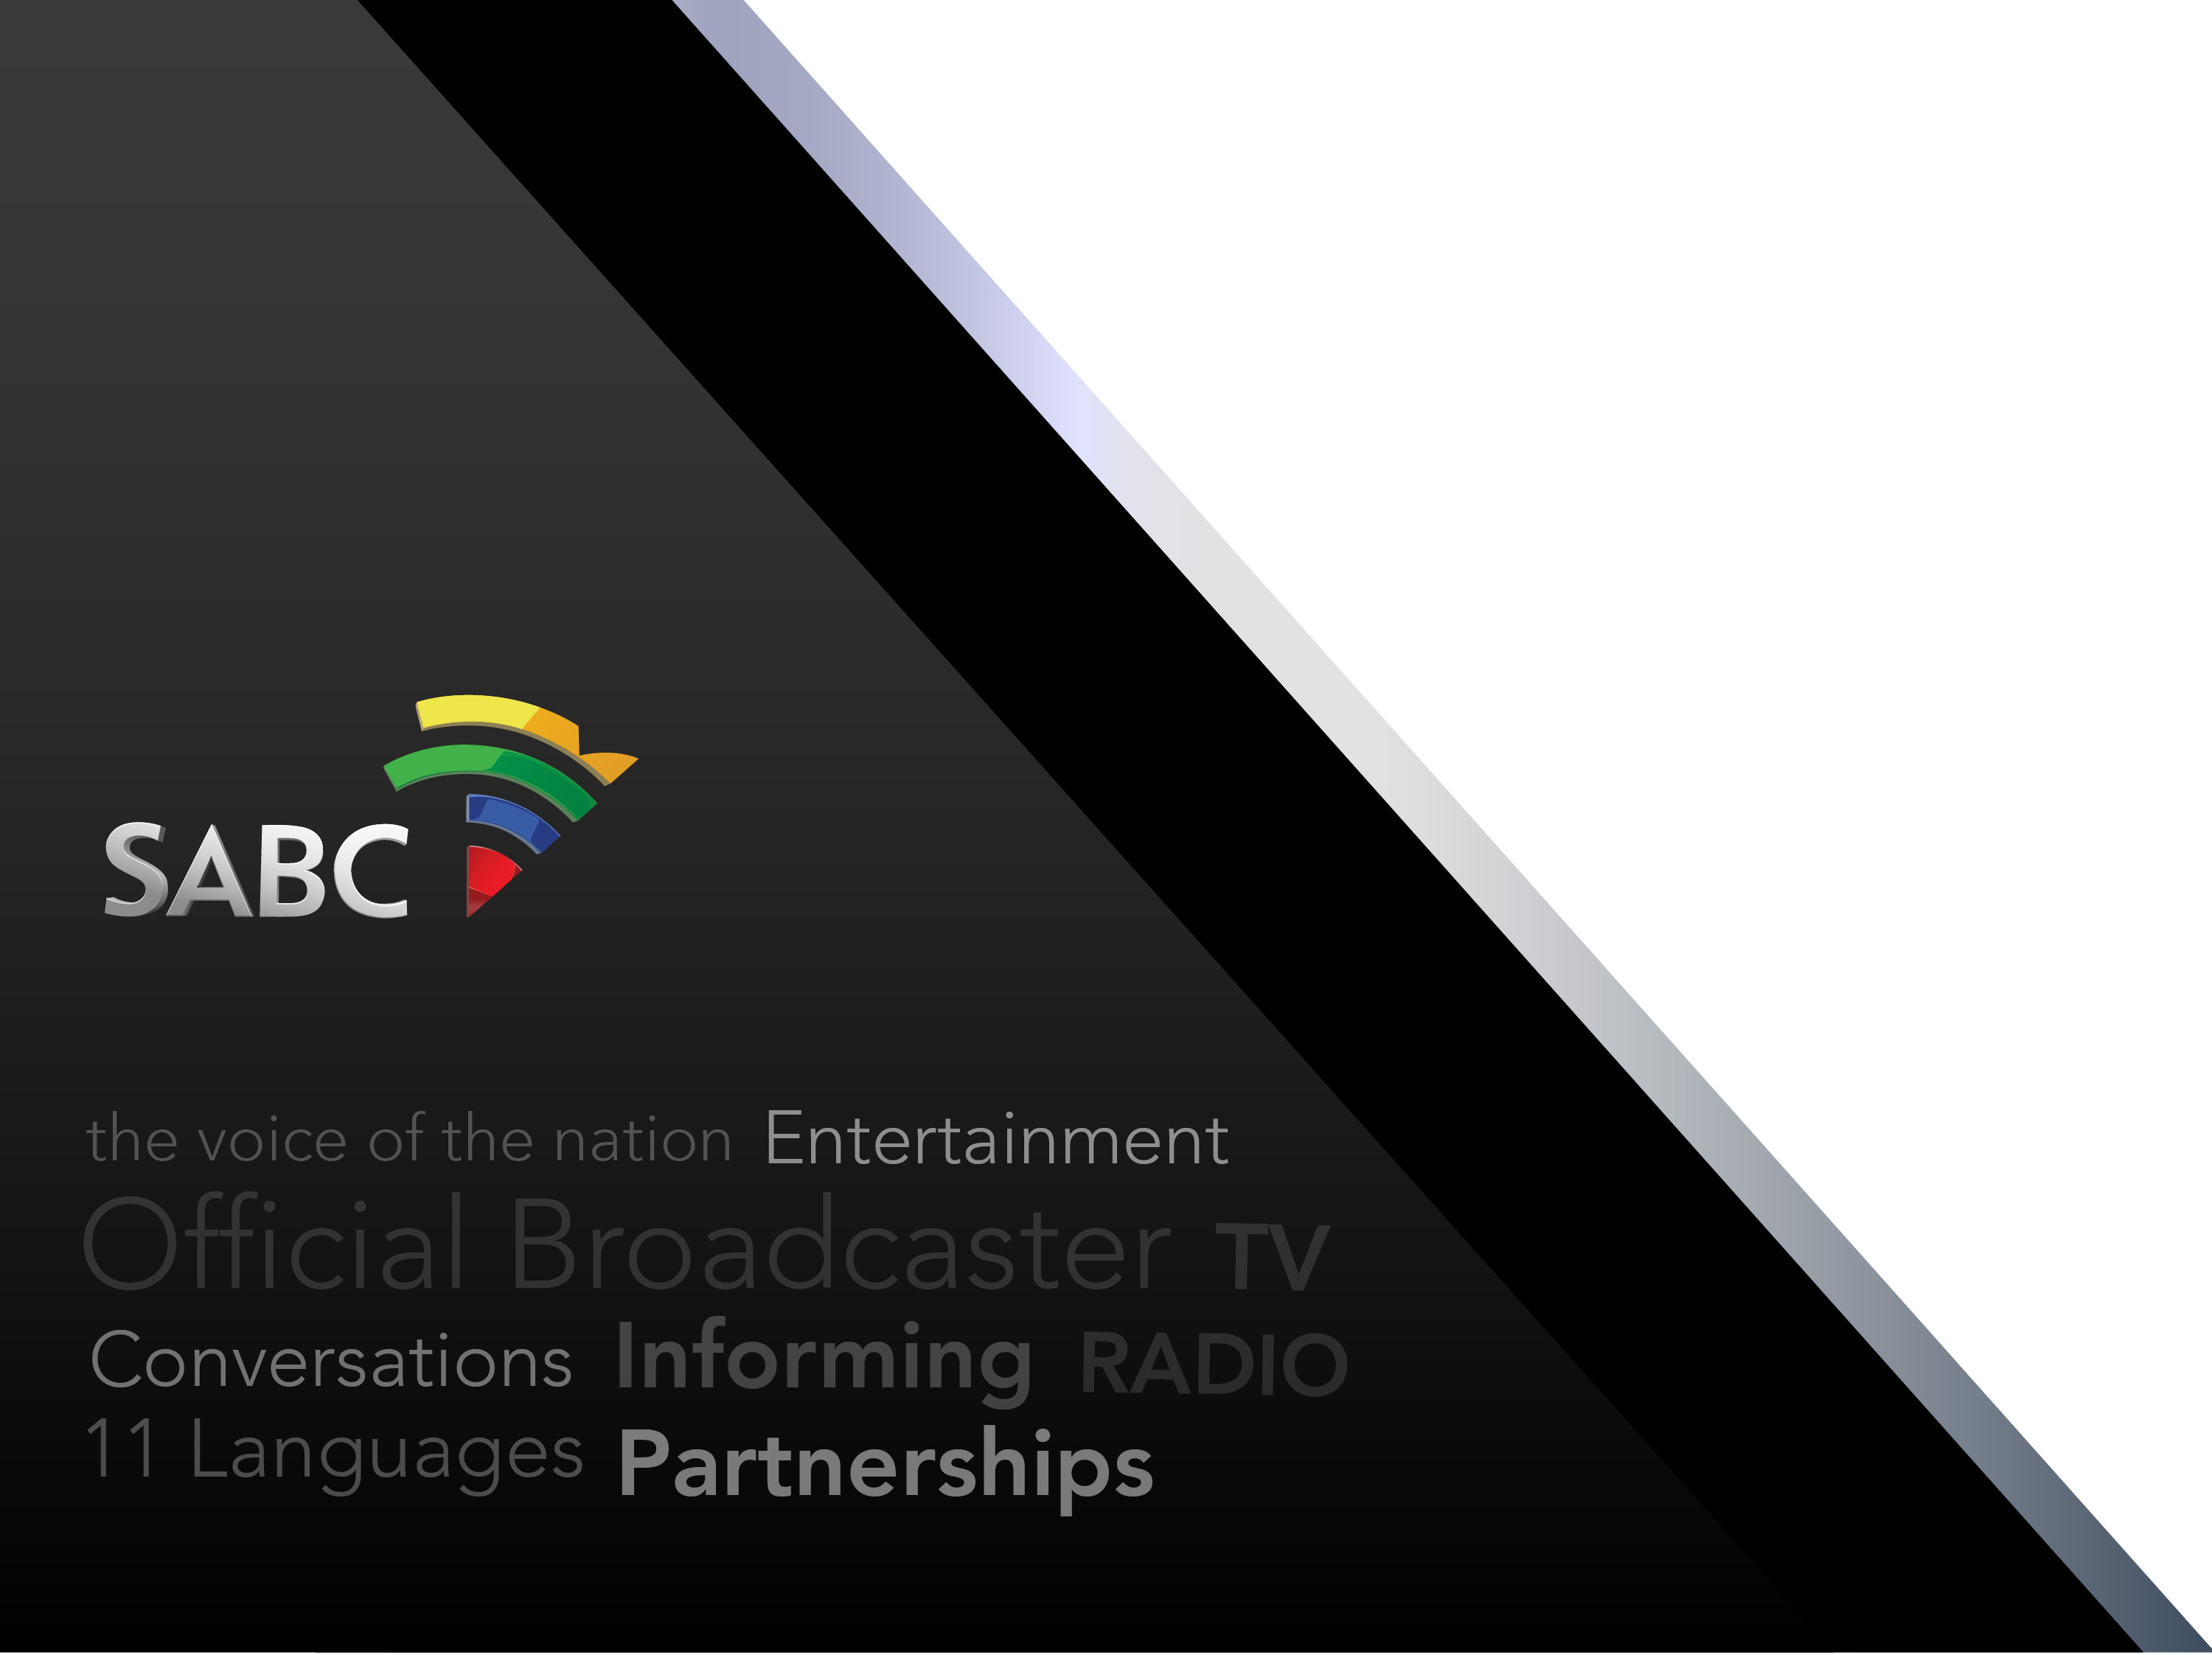 SABC
the voice of the nation Entertainment
Official Broadcaster TV
Conversations Informing RADIO
11 Languages Partnerships